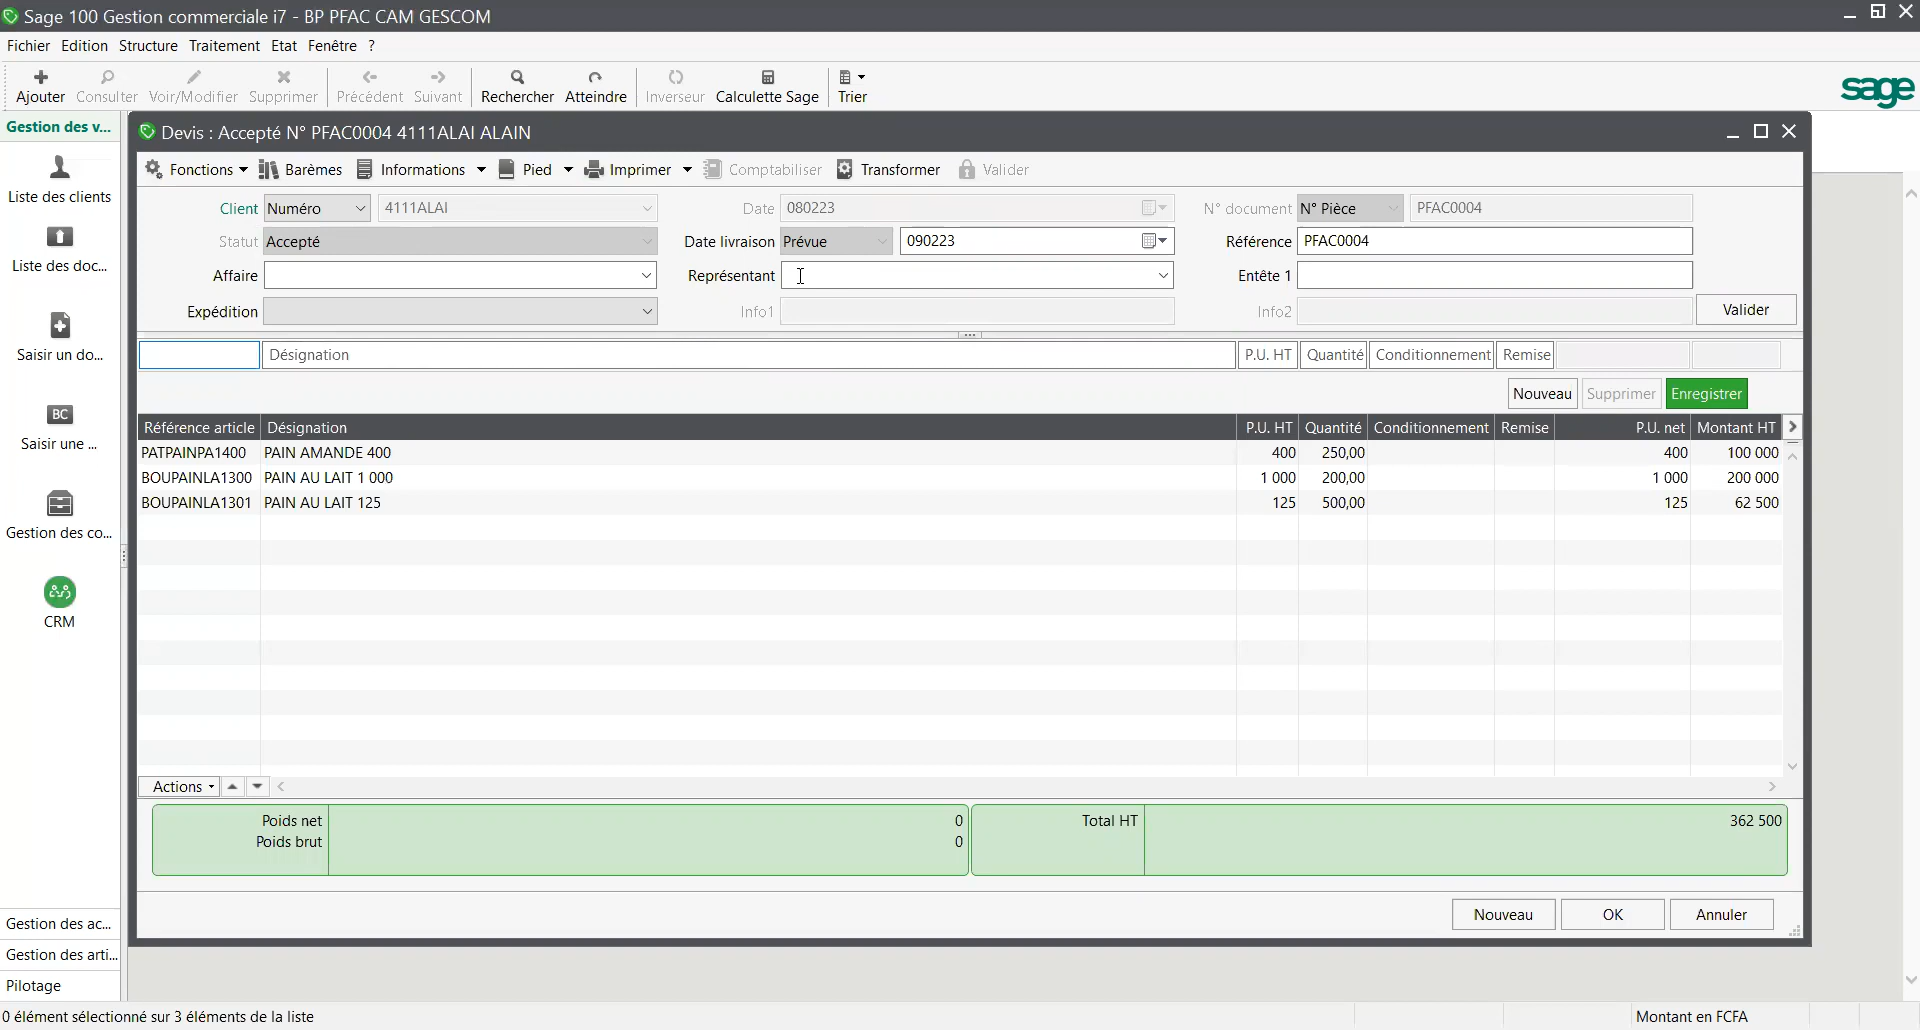 Sage 100 Gestion commerciale i7 - BP PFAC CAM GESCOM
Fichier Edition Structure Traitement Etat Fenêtre ?
Ajouter Consulter Voir/Modifier Supprimer Précédent Suivant Rechercher Atteindre Inverseur Calculette Sage Trier
sage
Gestion des v...
Liste des clients
Liste des doc...
Saisir un do...
BC
Saisir une ...
Gestion des co...
CRM
Gestion des ac...
Gestion des arti...
Pilotage
Devis : Accepté N° PFAC0004 4111ALAI ALAIN
Fonctions Barèmes Informations Pied Imprimer Comptabiliser Transformer Valider
Client Numéro 4111ALAI Date 080223 N° document N° Pièce PFAC0004
Statut Accepté Date livraison Prévue 090223 Référence PFAC0004
Affaire Représentant Entête 1
Expédition Info1 Info2 Valider
Désignation P.U. HT Quantité Conditionnement Remise
Nouveau Supprimer Enregistrer
Référence article Désignation P.U. HT Quantité Conditionnement Remise P.U. net Montant HT
PATPAINPA1400 PAIN AMANDE 400 400 250,00 400 100 000
BOUPAINLA1300 PAIN AU LAIT 1 000 1 000 200,00 1 000 200 000
BOUPAINLA1301 PAIN AU LAIT 125 125 500,00 125 62 500
Actions
Poids net 0 Total HT 362 500
Poids brut 0
Nouveau OK Annuler
0 élément sélectionné sur 3 éléments de la liste Montant en FCFA